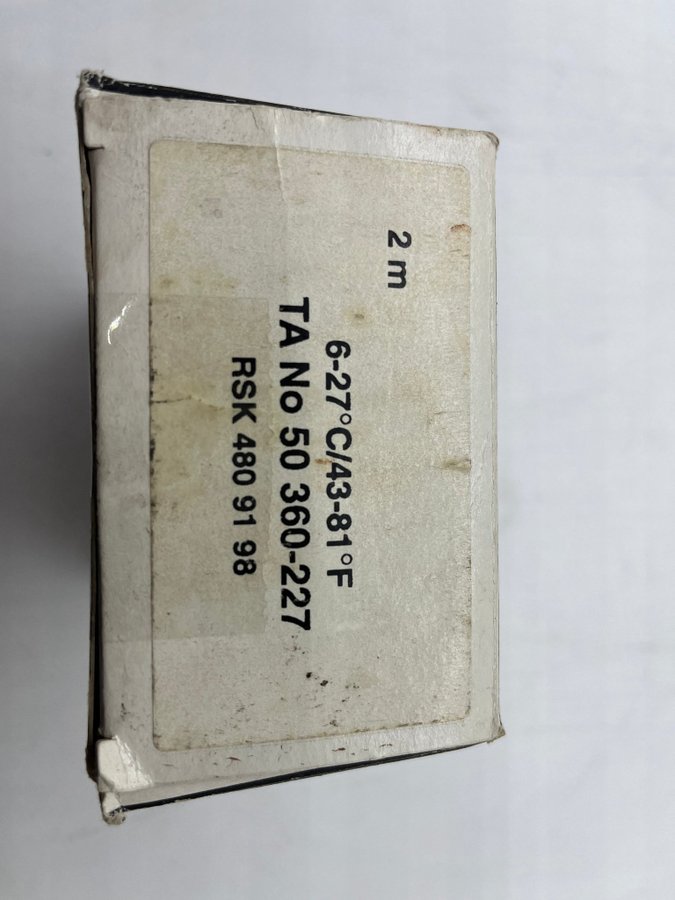 2 m
6-27°C/43-81°F
TA No 50 360-227
RSK 480 91 98